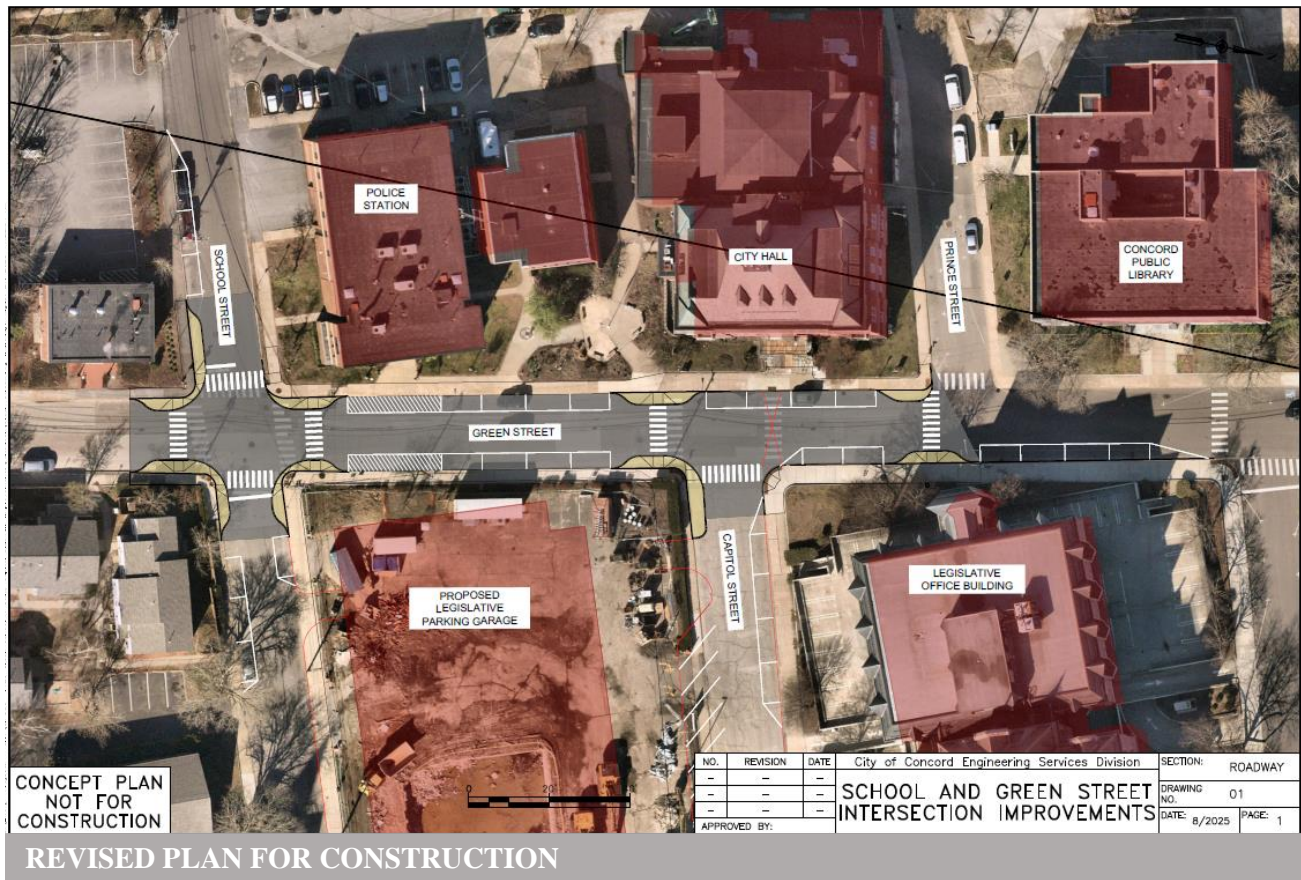 POLICE
STATION
CITY HALL
CONCORD
PUBLIC
LIBRARY
SCHOOL STREET
PRINCE STREET
GREEN STREET
CAPITOL STREET
PROPOSED
LEGISLATIVE
PARKING GARAGE
LEGISLATIVE
OFFICE BUILDING
CONCEPT PLAN
NOT FOR
CONSTRUCTION
0 20
NO. REVISION DATE
– – –
– – –
– – –
APPROVED BY:
City of Concord Engineering Services Division
SCHOOL AND GREEN STREET
INTERSECTION IMPROVEMENTS
SECTION: ROADWAY
DRAWING NO. 01
DATE: 8/2025 PAGE: 1
REVISED PLAN FOR CONSTRUCTION